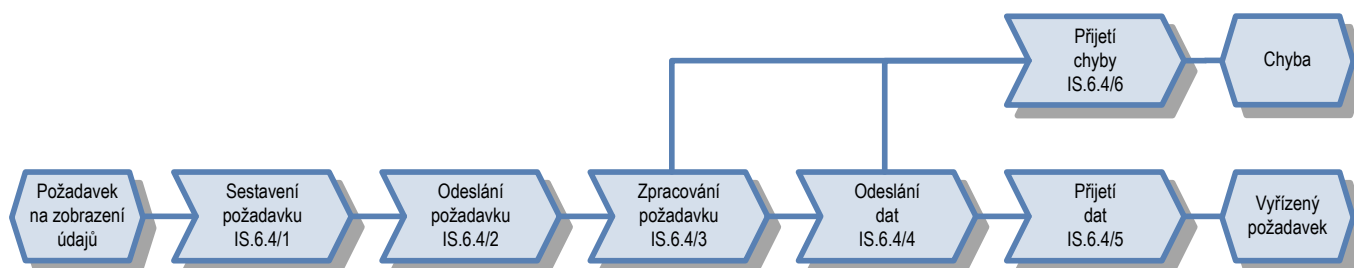 Přijetí
chyby
IS.6.4/6
Chyba
Požadavek
na zobrazení
údajů
Sestavení
požadavku
IS.6.4/1
Odeslání
požadavku
IS.6.4/2
Zpracování
požadavku
IS.6.4/3
Odeslání
dat
IS.6.4/4
Přijetí
dat
IS.6.4/5
Vyřízený
požadavek